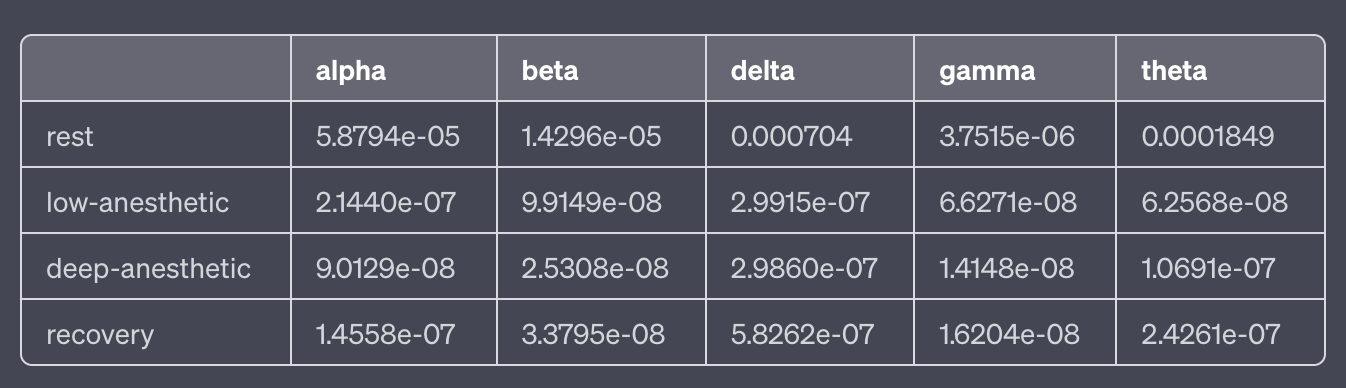 alpha beta delta gamma theta
rest 5.8794e-05 1.4296e-05 0.000704 3.7515e-06 0.0001849
low-anesthetic 2.1440e-07 9.9149e-08 2.9915e-07 6.6271e-08 6.2568e-08
deep-anesthetic 9.0129e-08 2.5308e-08 2.9860e-07 1.4148e-08 1.0691e-07
recovery 1.4558e-07 3.3795e-08 5.8262e-07 1.6204e-08 2.4261e-07